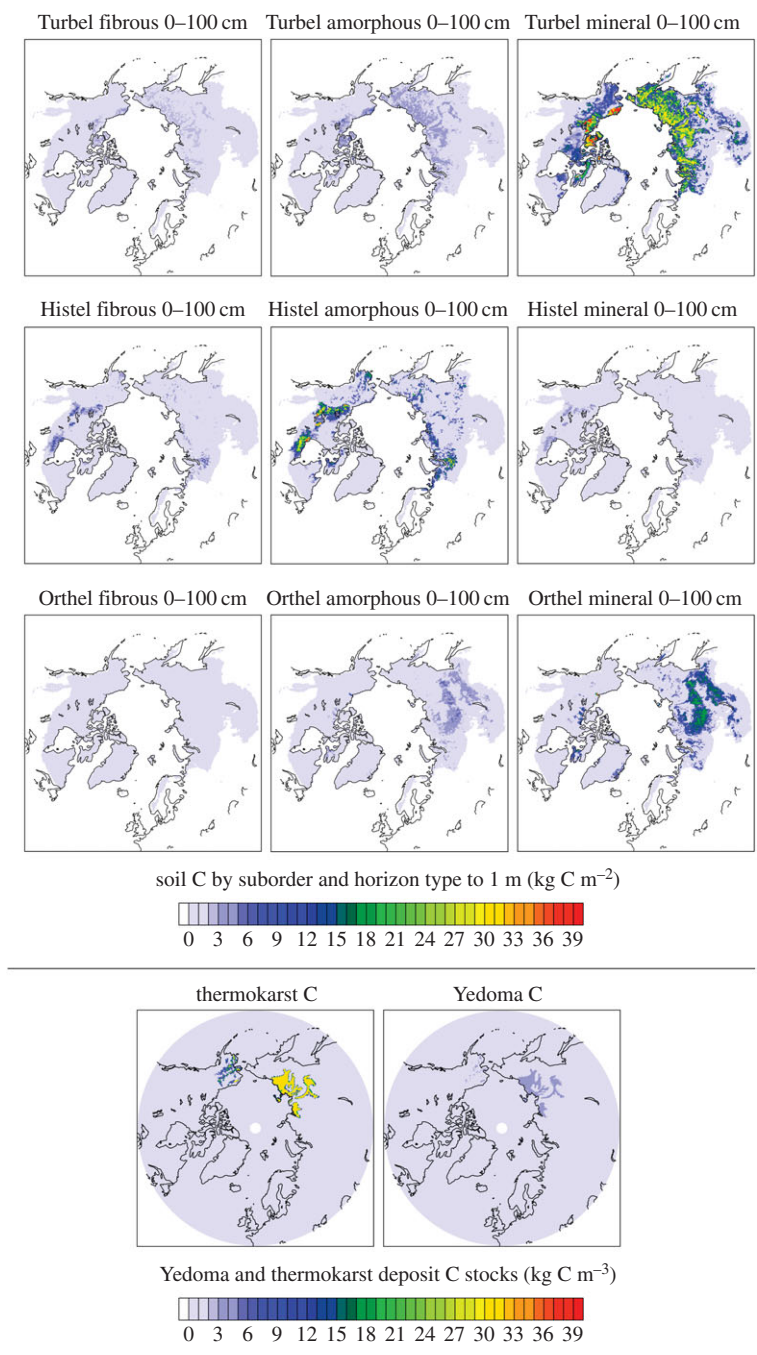 Turbel fibrous 0–100 cm
Turbel amorphous 0–100 cm
Turbel mineral 0–100 cm
Histel fibrous 0–100 cm
Histel amorphous 0–100 cm
Histel mineral 0–100 cm
Orthel fibrous 0–100 cm
Orthel amorphous 0–100 cm
Orthel mineral 0–100 cm
soil C by suborder and horizon type to 1 m (kg C m⁻²)
0 3 6 9 12 15 18 21 24 27 30 33 36 39
thermokarst C
Yedoma C
Yedoma and thermokarst deposit C stocks (kg C m⁻³)
0 3 6 9 12 15 18 21 24 27 30 33 36 39